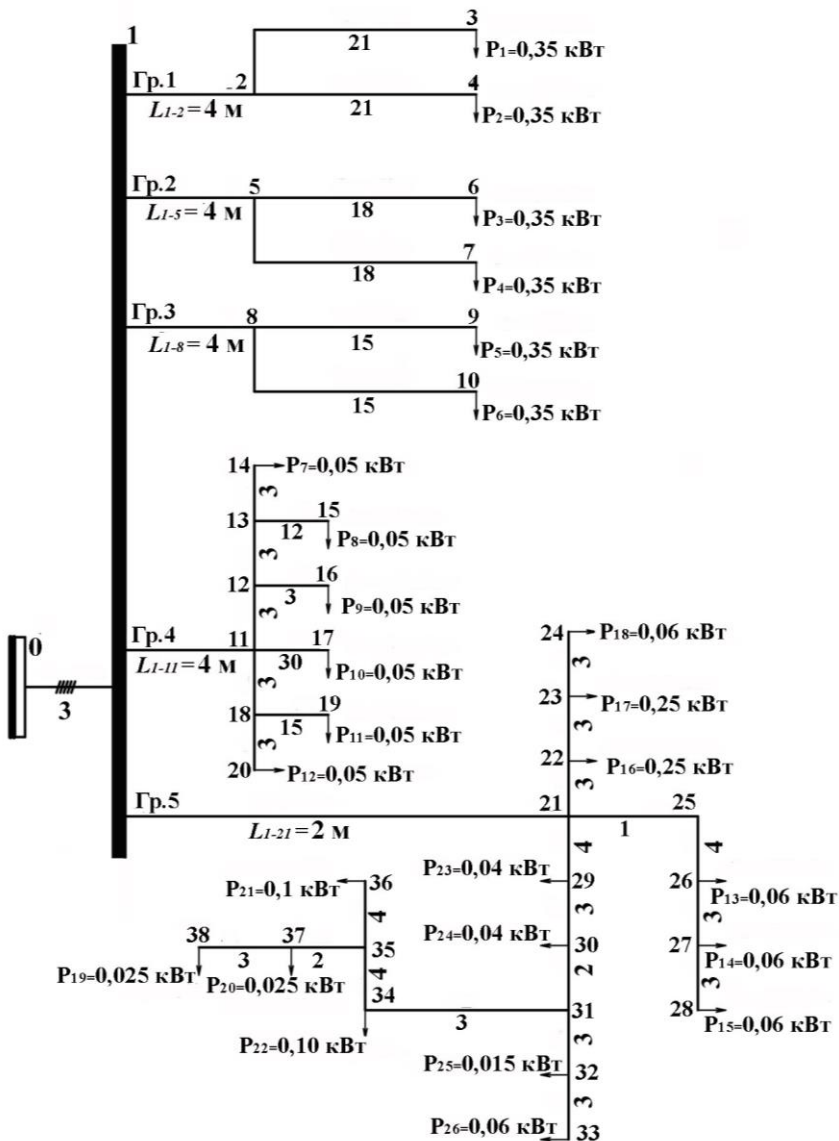 1
3
21
P1=0,35 кВт
Гр.1
2
4
L1-2= 4 м
21
P2=0,35 кВт
Гр.2
5
6
L1-5= 4 м
18
P3=0,35 кВт
7
18
P4=0,35 кВт
Гр.3
8
9
L1-8= 4 м
15
P5=0,35 кВт
10
15
P6=0,35 кВт
14
P7=0,05 кВт
3
13
15
12
P8=0,05 кВт
3
12
16
3
P9=0,05 кВт
3
0
Гр.4
11
17
L1-11= 4 м
30
P10=0,05 кВт
3
3
18
19
15
P11=0,05 кВт
3
20
P12=0,05 кВт
24
P18=0,06 кВт
3
23
P17=0,25 кВт
3
22
P16=0,25 кВт
3
Гр.5
21
25
L1-21= 2 м
1
4
4
P23=0,04 кВт
29
26
P13=0,06 кВт
P21=0,1 кВт
36
3
3
4
P24=0,04 кВт
30
27
P14=0,06 кВт
38
37
35
3
2
2
3
P19=0,025 кВт
P20=0,025 кВт
4
34
31
28
P15=0,06 кВт
3
P22=0,10 кВт
3
P25=0,015 кВт
32
3
P26=0,06 кВт
33